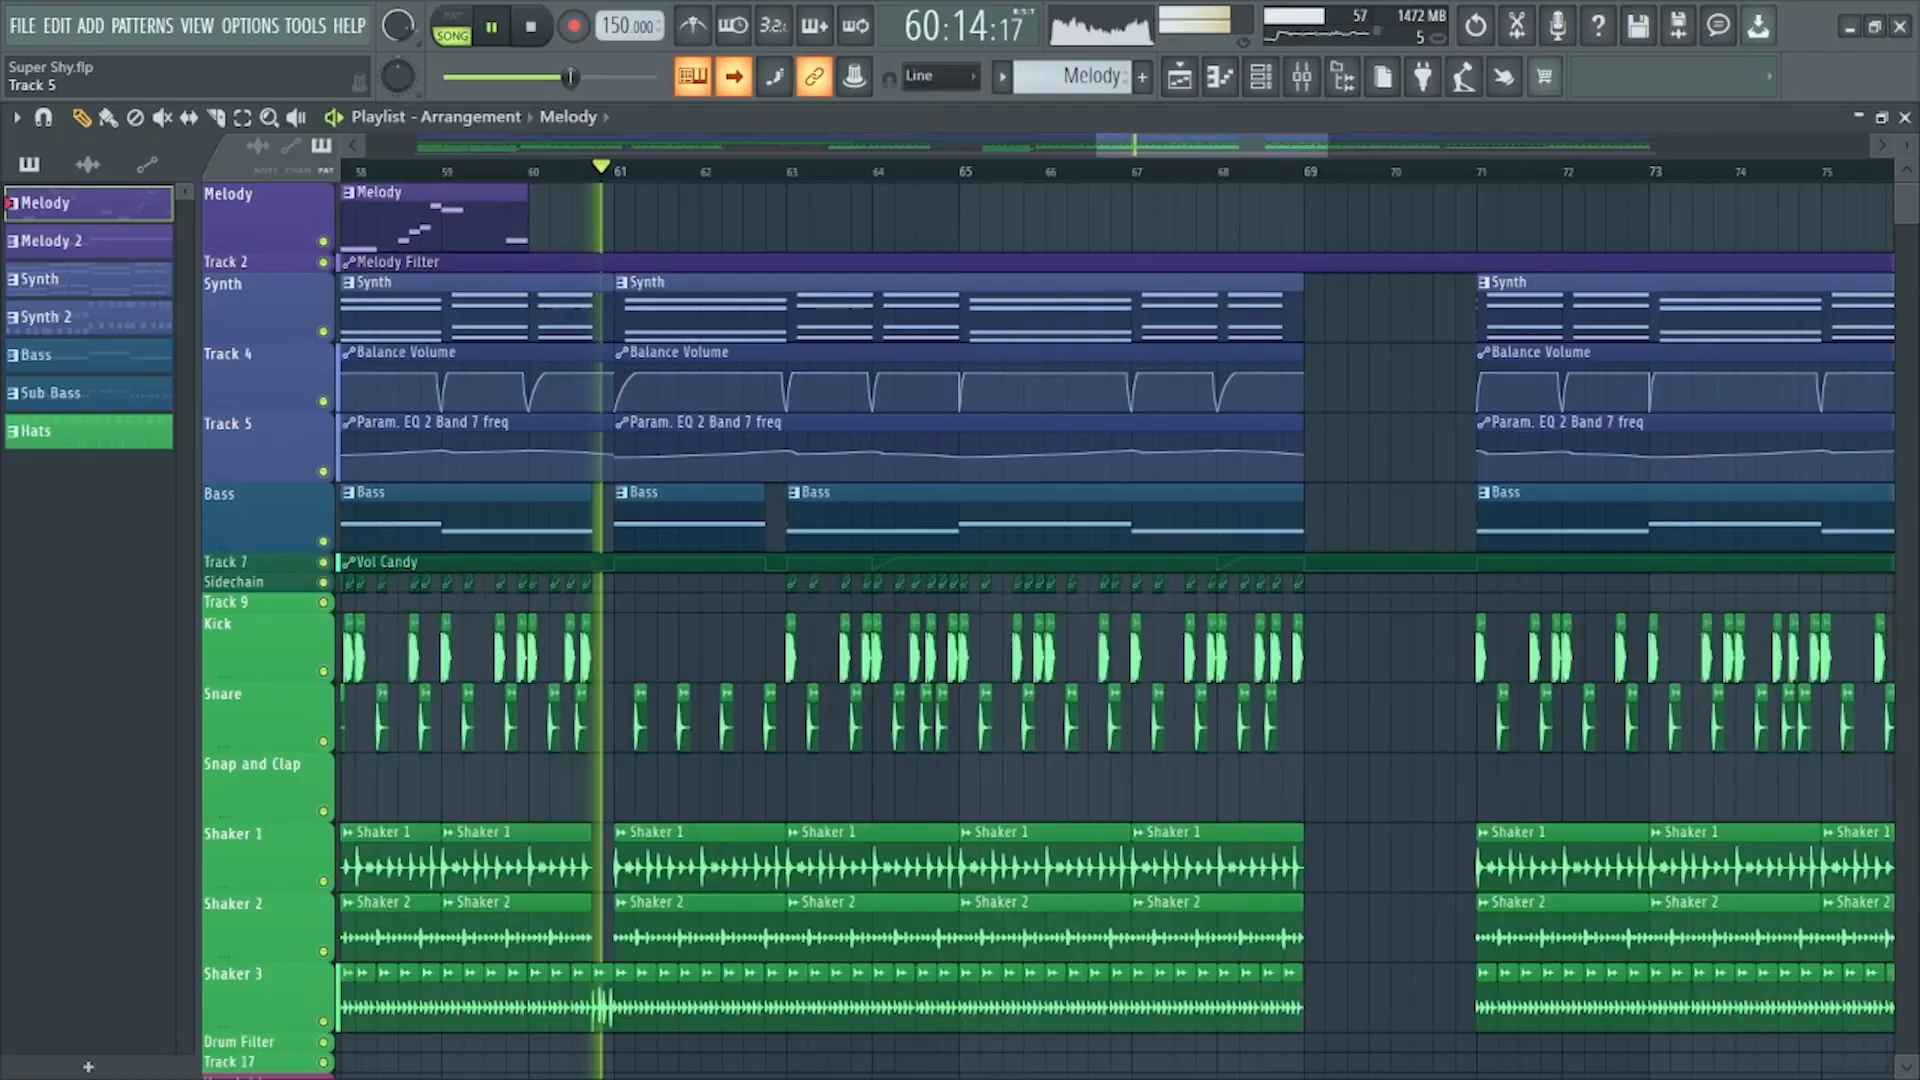 FILE EDIT ADD PATTERNS VIEW OPTIONS TOOLS HELP
PAT
SONG
150.000
3.2.
60:14:17
B:S:T
57
1472 MB
5
Super Shy.flp
Track 5
Line
Melody
Playlist - Arrangement
Melody
NOTE CHAN PAT
58 59 60 61 62 63 64 65 66 67 68 69 70 71 72 73 74 75
Melody
Melody 2
Synth
Synth 2
Bass
Sub Bass
Hats
Melody
Melody
Track 2
Melody Filter
Synth
Synth Synth Synth
Track 4
Balance Volume Balance Volume Balance Volume
Track 5
Param. EQ 2 Band 7 freq Param. EQ 2 Band 7 freq Param. EQ 2 Band 7 freq
Bass
Bass Bass Bass Bass
Track 7
Vol Candy
Sidechain
Track 9
Kick
Snare
Snap and Clap
Shaker 1
Shaker 1 Shaker 1 Shaker 1 Shaker 1 Shaker 1 Shaker 1 Shaker 1 Shaker 1 Shaker 1
Shaker 2
Shaker 2 Shaker 2 Shaker 2 Shaker 2 Shaker 2 Shaker 2 Shaker 2 Shaker 2 Shaker 2
Shaker 3
Drum Filter
Track 17